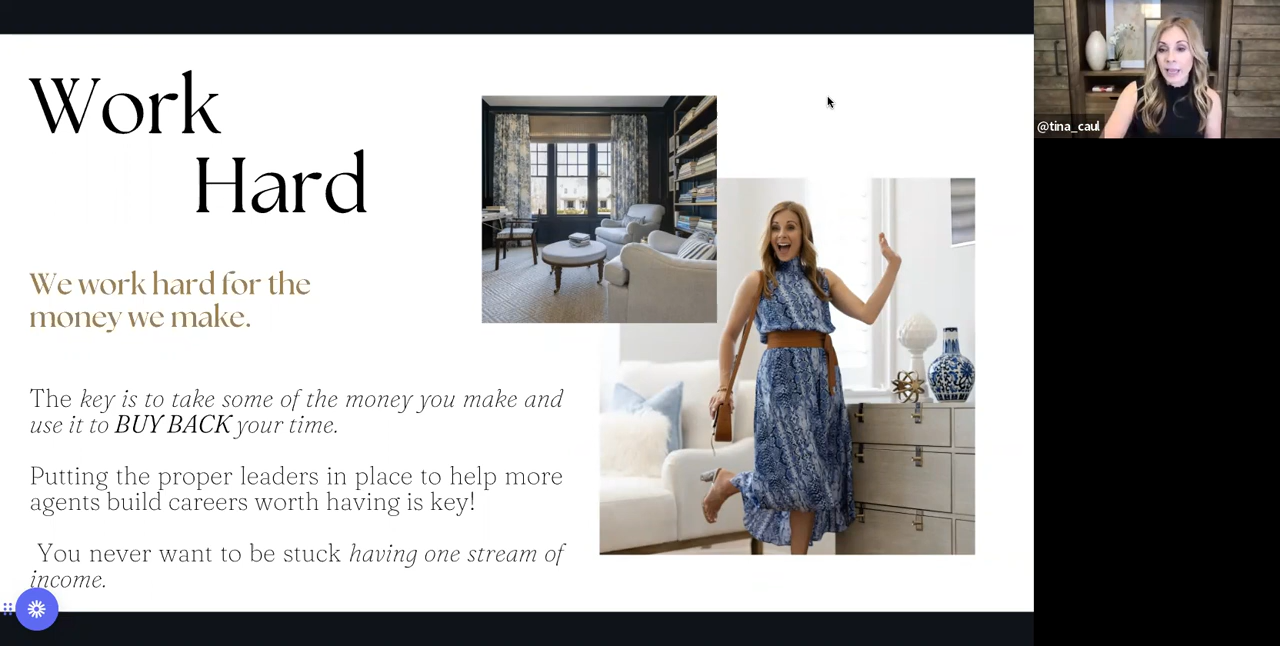 Work
Hard
We work hard for the
money we make.
The key is to take some of the money you make and
use it to BUY BACK your time.
Putting the proper leaders in place to help more
agents build careers worth having is key!
You never want to be stuck having one stream of
income.
@tina_caul